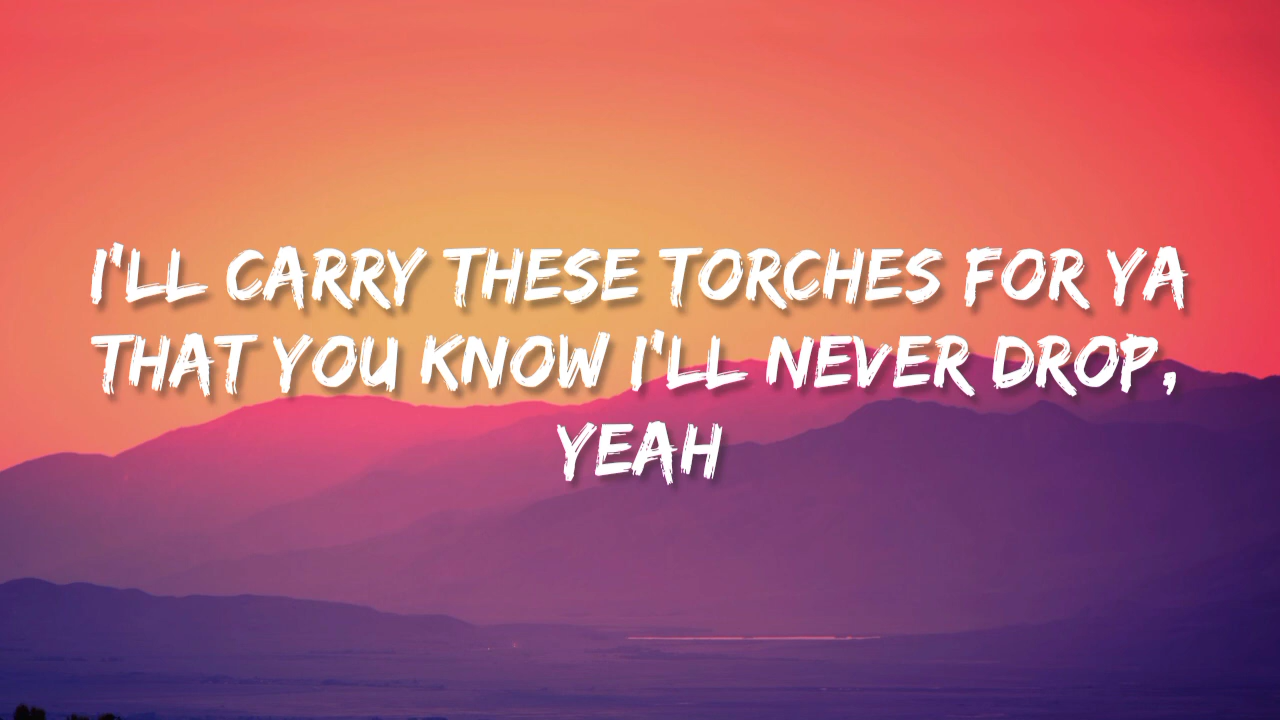 I'LL CARRY THESE TORCHES FOR YA
THAT YOU KNOW I'LL NEVER DROP,
YEAH